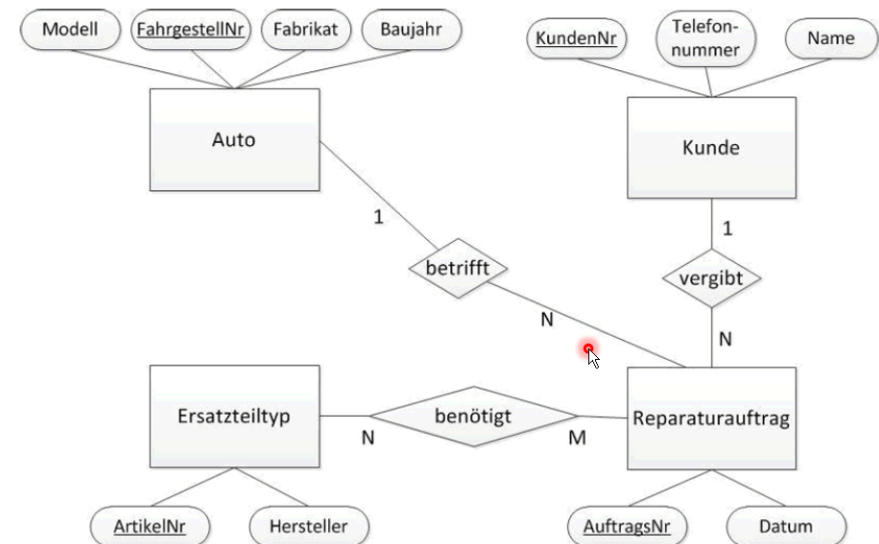 Modell
FahrgestellNr
Fabrikat
Baujahr
KundenNr
Telefon-
nummer
Name
Auto
Kunde
1
1
betrifft
vergibt
N
N
Ersatzteiltyp
benötigt
Reparaturauftrag
N
M
ArtikelNr
Hersteller
AuftragsNr
Datum